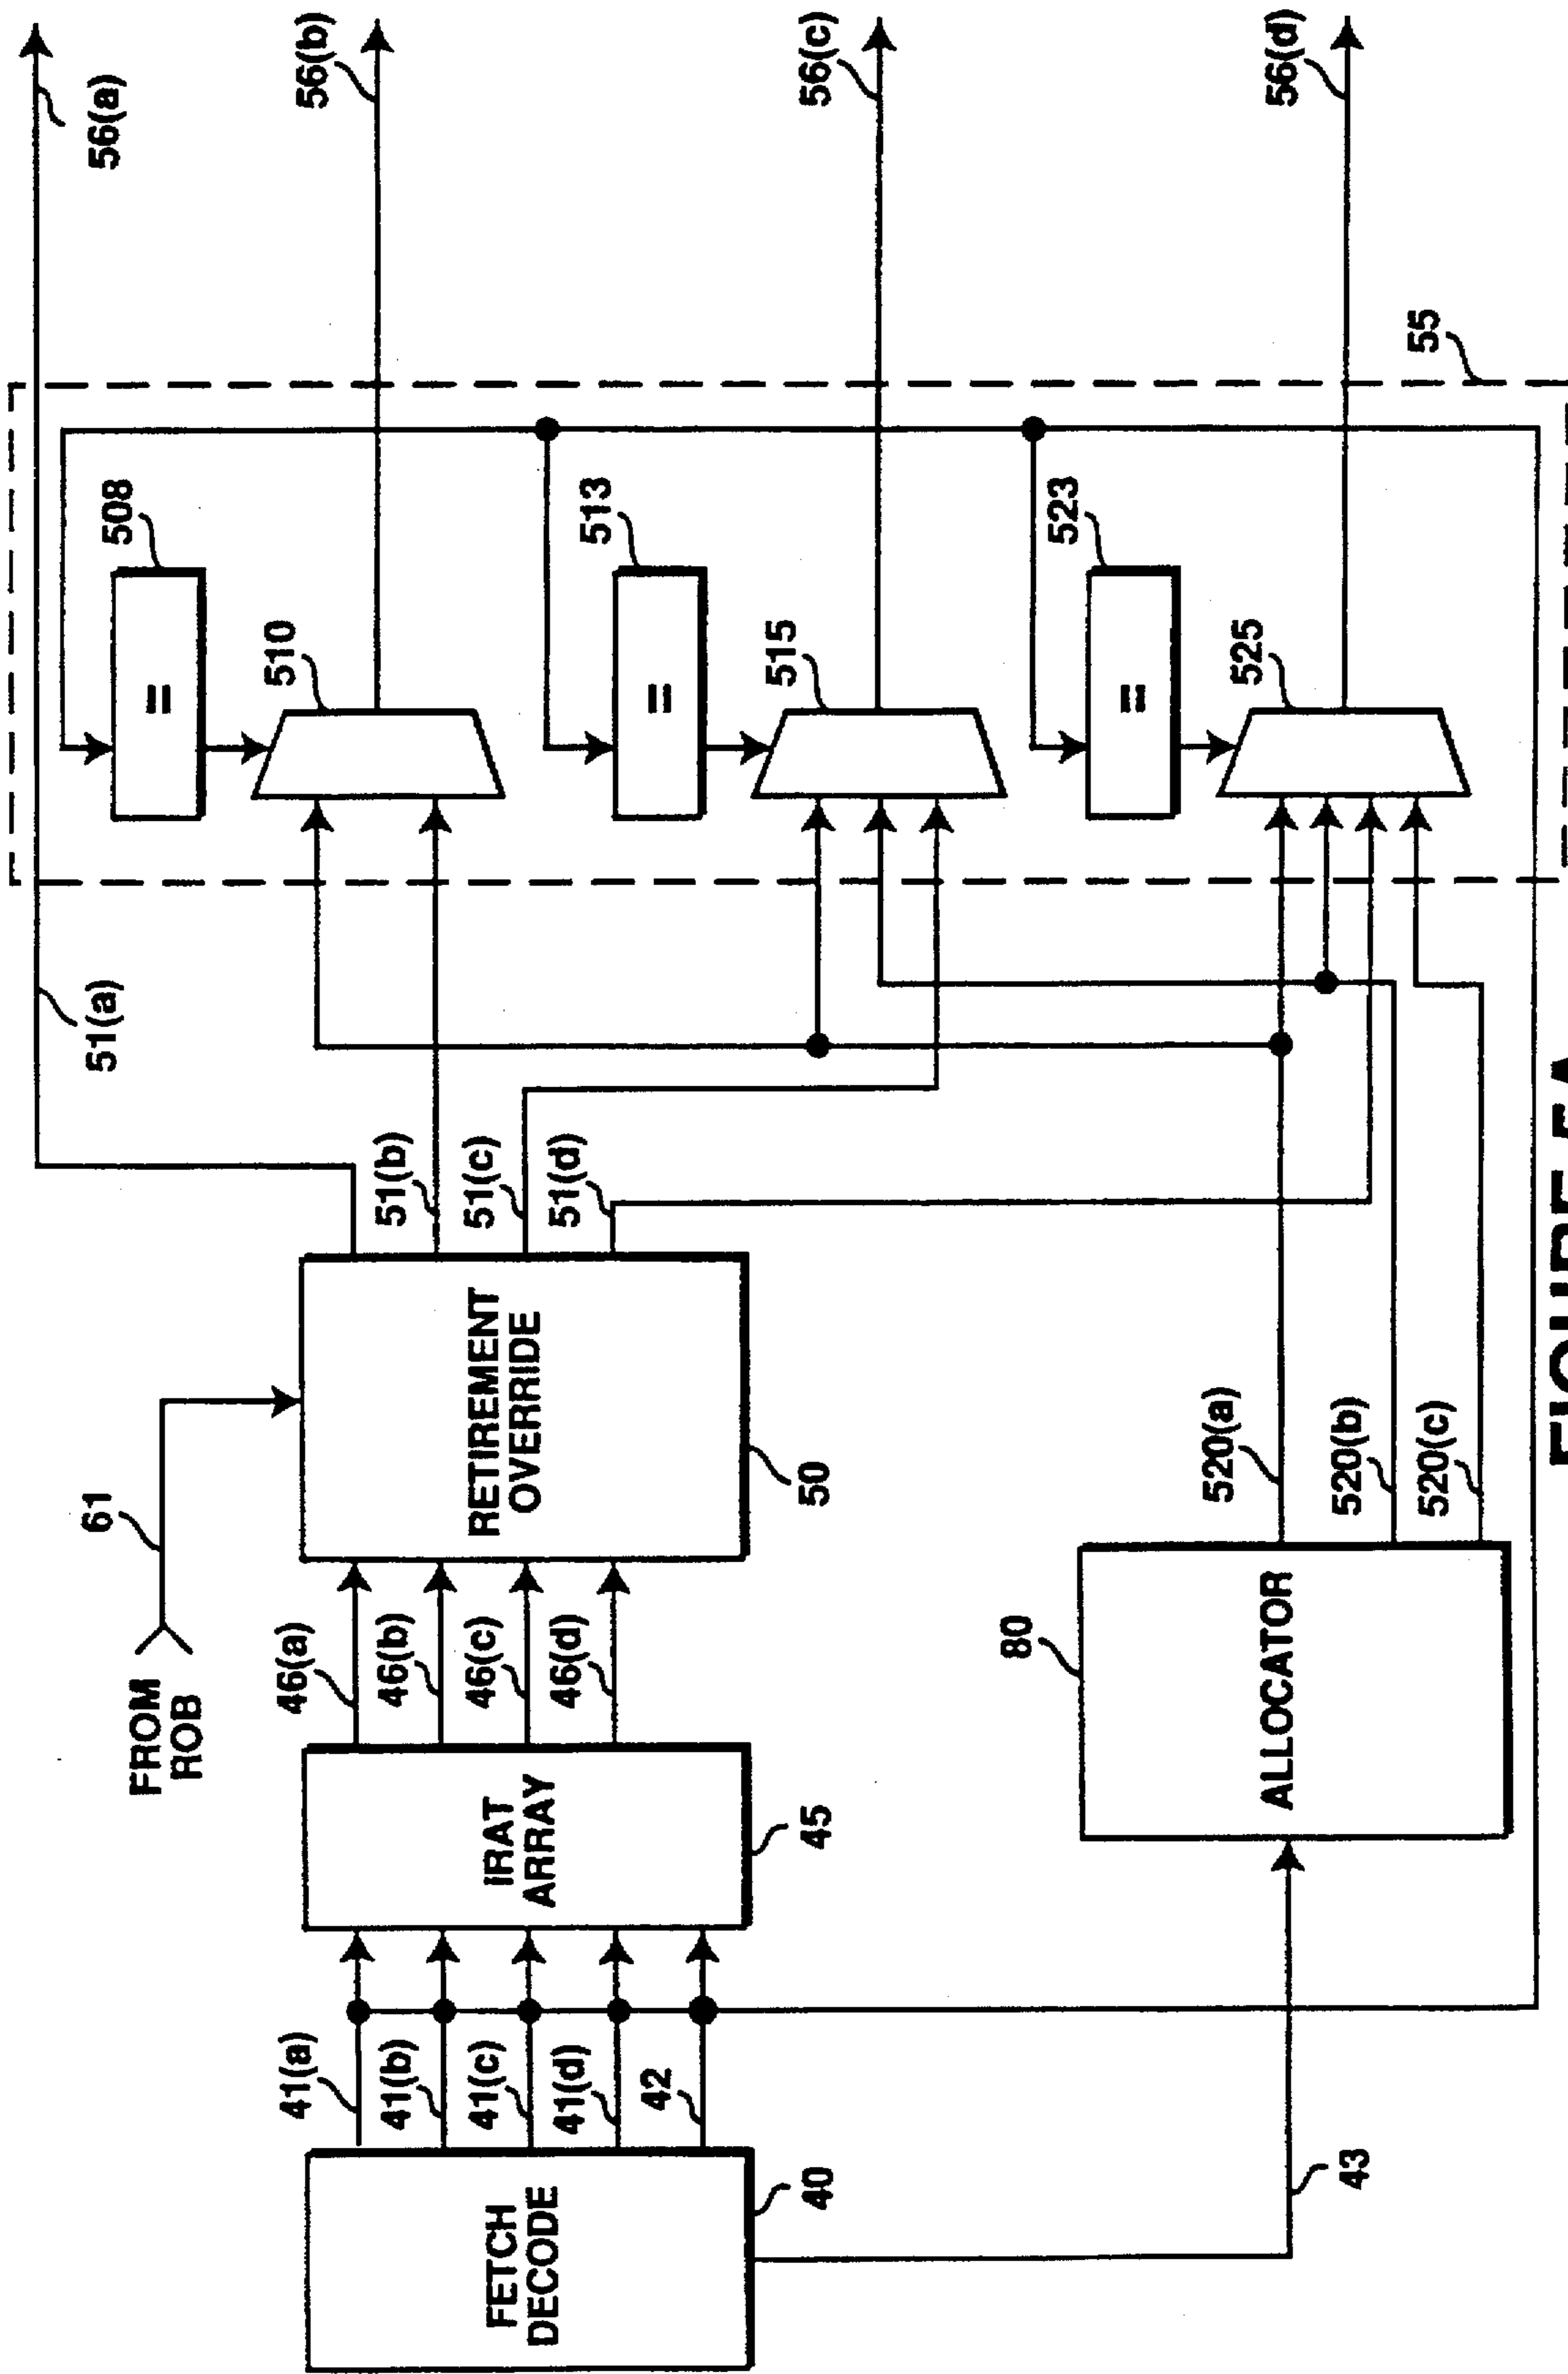 56(a)
56(b)
56(c)
56(d)
55
508
=
510
513
=
515
523
=
525
51(a)
51(b)
51(c)
51(d)
FROM
ROB
61
RETIREMENT
OVERRIDE
50
46(a)
46(b)
46(c)
46(d)
IRAT
ARRAY
45
41(a)
41(b)
41(c)
41(d)
42
FETCH
DECODE
40
43
80
ALLOCATOR
520(a)
520(b)
520(c)
FIGURE 5A